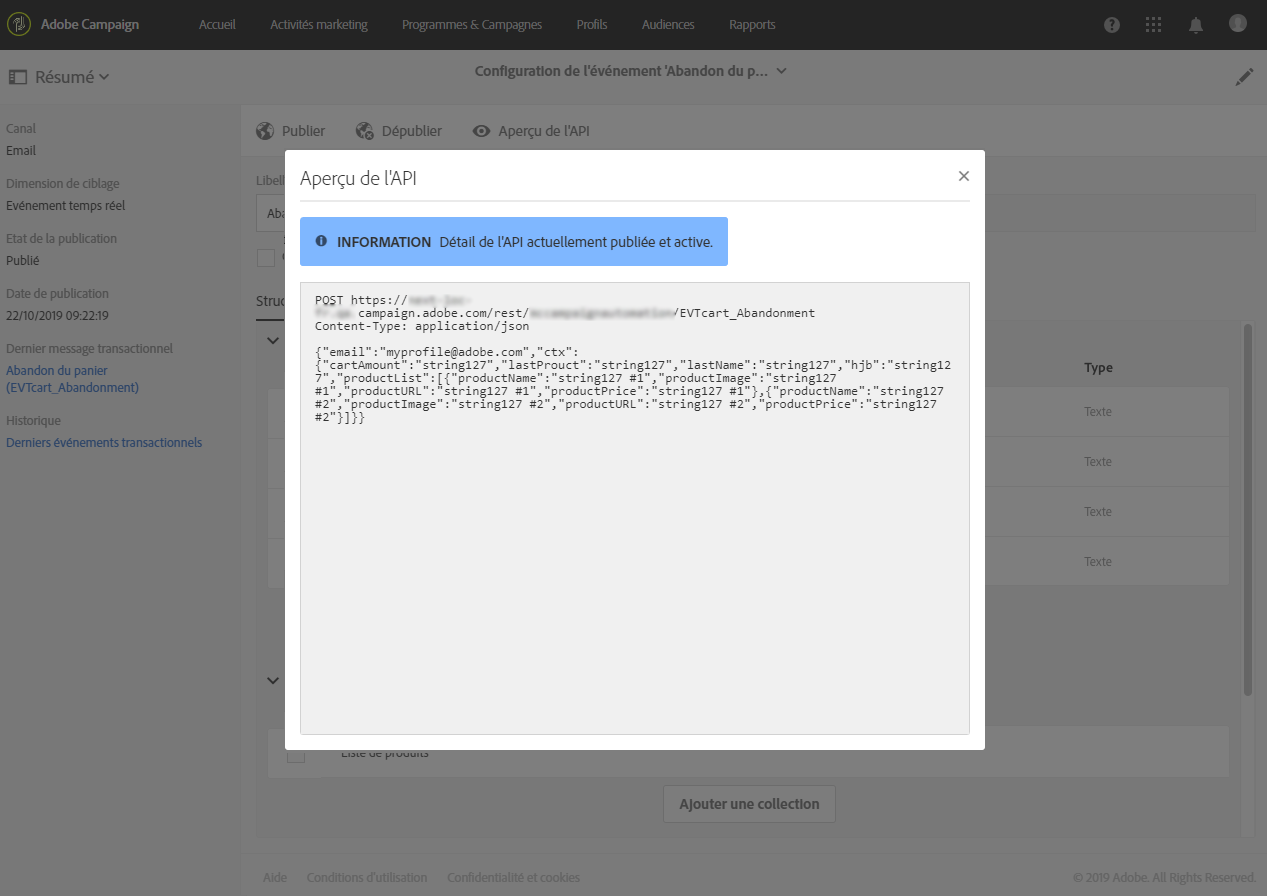 Adobe Campaign
Accueil
Activités marketing
Programmes & Campagnes
Profils
Audiences
Rapports
Résumé
Configuration de l'événement 'Abandon du p...
Canal
Email
Dimension de ciblage
Evénement temps réel
Etat de la publication
Publié
Date de publication
22/10/2019 09:22:19
Dernier message transactionnel
Abandon du panier
(EVTcart_Abandonment)
Historique
Derniers événements transactionnels
Publier
Dépublier
Aperçu de l'API
Aperçu de l'API
INFORMATION Détail de l'API actuellement publiée et active.
POST https://
campaign.adobe.com/rest/ /EVTcart_Abandonment
Content-Type: application/json
{"email":"myprofile@adobe.com","ctx":
{"cartAmount":"string127","lastProuct":"string127","lastName":"string127","hjb":"string12
7","productList":[{"productName":"string127 #1","productImage":"string127
#1","productURL":"string127 #1","productPrice":"string127 #1"},{"productName":"string127
#2","productImage":"string127 #2","productURL":"string127 #2","productPrice":"string127
#2"}]}}
Type
Texte
Texte
Texte
Texte
Liste de produits
Ajouter une collection
Aide
Conditions d'utilisation
Confidentialité et cookies
© 2019 Adobe. All Rights Reserved.